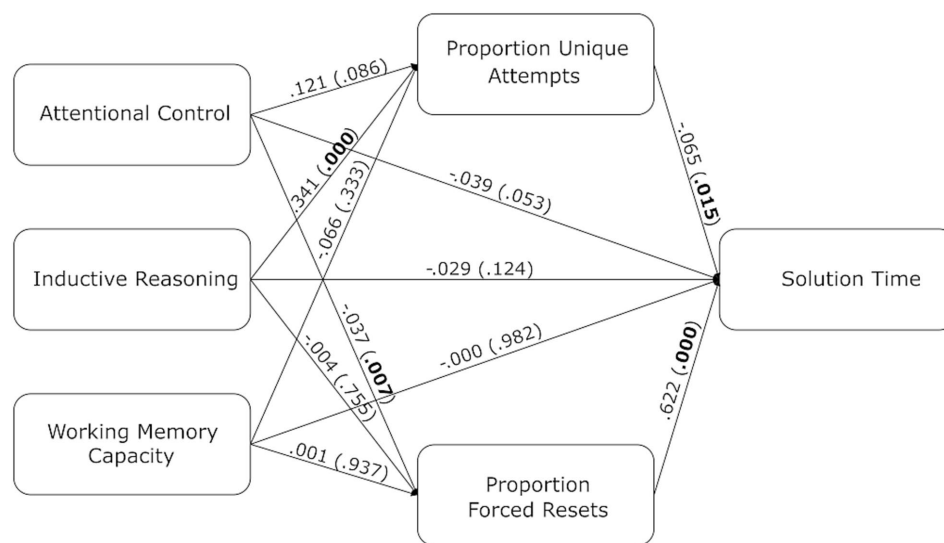 Proportion Unique
Attempts
.121 (.086)
Attentional Control
-.065 (.015)
.341 (.000)
-.039 (.053)
-.066 (.333)
Inductive Reasoning
-.029 (.124)
Solution Time
-.037 (.007)
-.004 (.755)
-.000 (.982)
.622 (.000)
Working Memory
Capacity
.001 (.937)
Proportion
Forced Resets